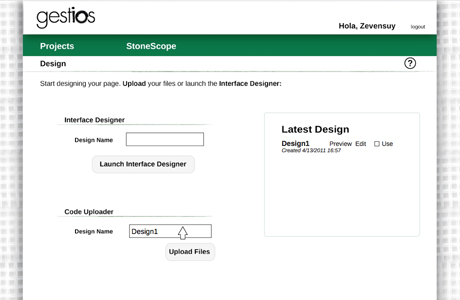 gestios
Hola, Zevensuy logout
Projects StoneScope
Design ?
Start designing your page. Upload your files or launch the Interface Designer:
Interface Designer
Design Name
Launch Interface Designer
Latest Design
Design1 Preview Edit Use
Created 4/13/2011 16:57
Code Uploader
Design Name Design1
Upload Files